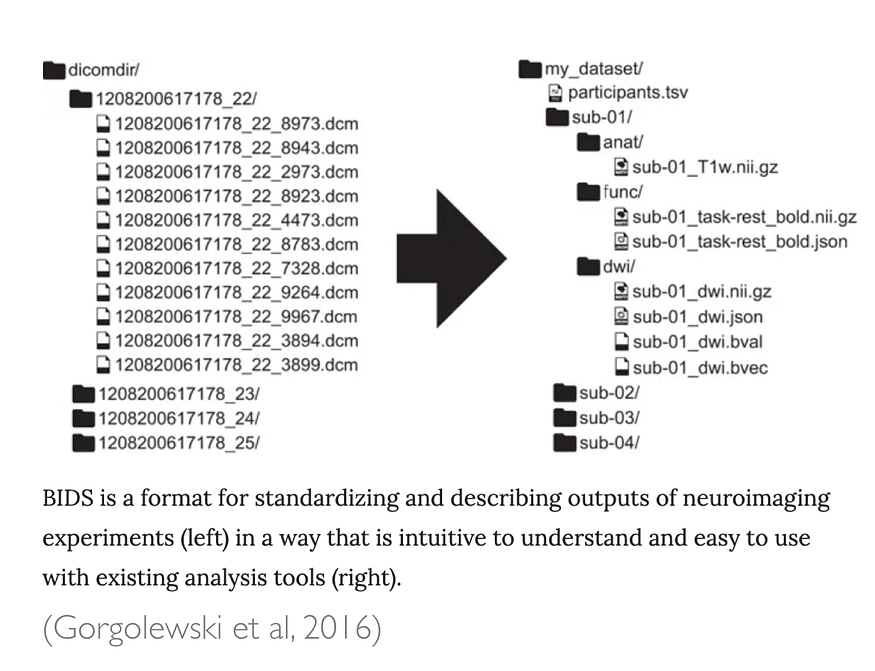 dicomdir/
1208200617178_22/
1208200617178_22_8973.dcm
1208200617178_22_8943.dcm
1208200617178_22_2973.dcm
1208200617178_22_8923.dcm
1208200617178_22_4473.dcm
1208200617178_22_8783.dcm
1208200617178_22_7328.dcm
1208200617178_22_9264.dcm
1208200617178_22_9967.dcm
1208200617178_22_3894.dcm
1208200617178_22_3899.dcm
1208200617178_23/
1208200617178_24/
1208200617178_25/
my_dataset/
participants.tsv
sub-01/
anat/
sub-01_T1w.nii.gz
func/
sub-01_task-rest_bold.nii.gz
sub-01_task-rest_bold.json
dwi/
sub-01_dwi.nii.gz
sub-01_dwi.json
sub-01_dwi.bval
sub-01_dwi.bvec
sub-02/
sub-03/
sub-04/
BIDS is a format for standardizing and describing outputs of neuroimaging
experiments (left) in a way that is intuitive to understand and easy to use
with existing analysis tools (right).
(Gorgolewski et al, 2016)